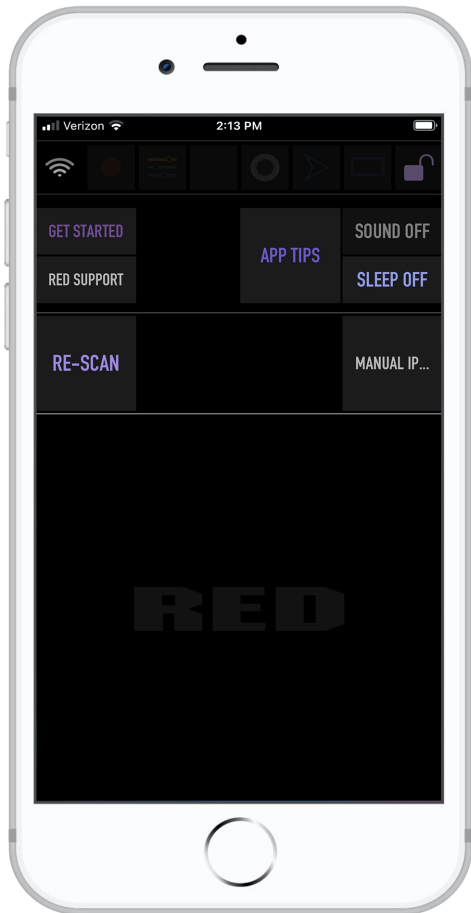 Verizon 2:13 PM
GET STARTED
RED SUPPORT
APP TIPS
SOUND OFF
SLEEP OFF
RE-SCAN
MANUAL IP...
RED